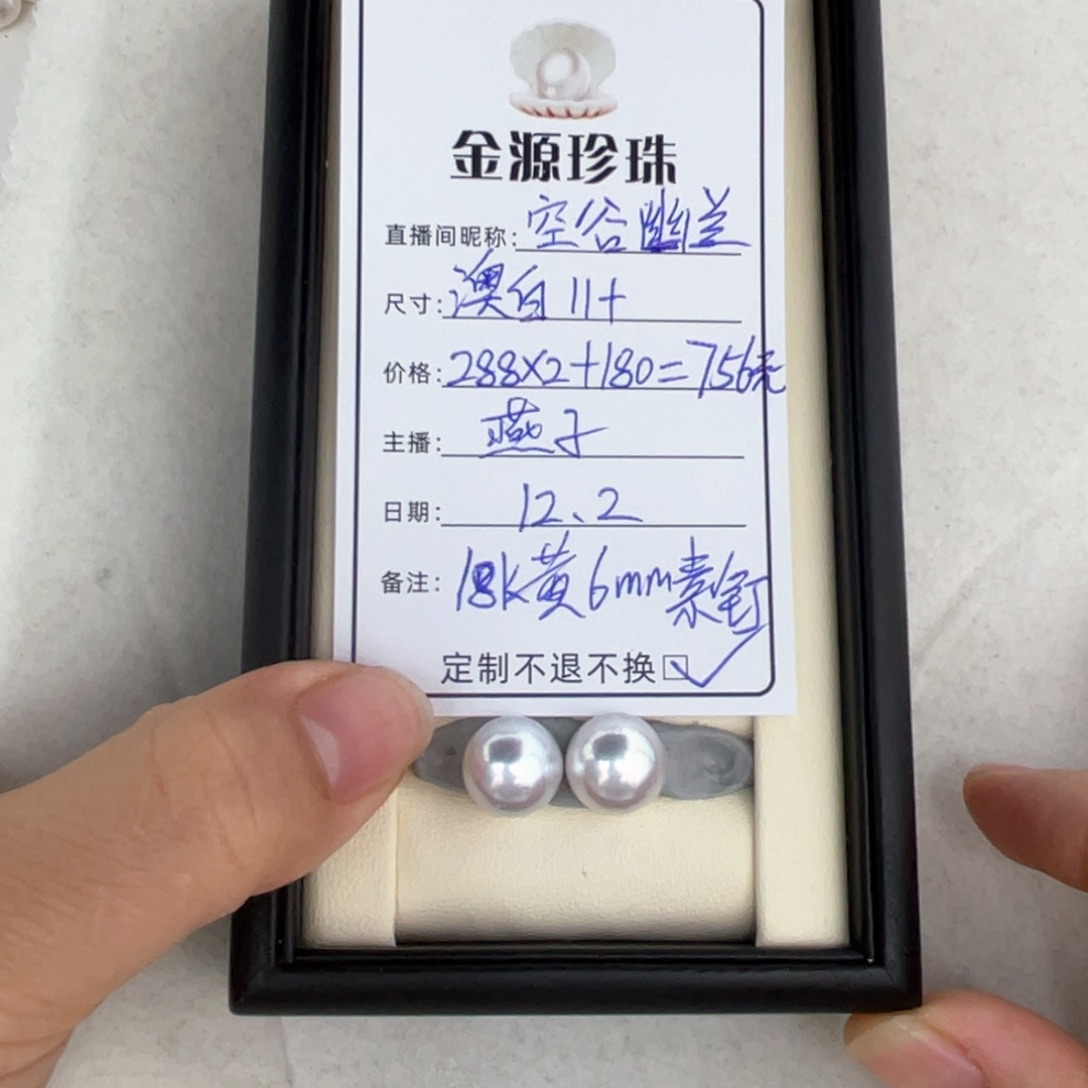 金源珍珠
直播间昵称：空谷幽兰
尺寸：澳白11+
价格：288×2+180=756元
主播：燕子
日期：12、2
备注：18K黄6mm素钉
定制不退不换☑